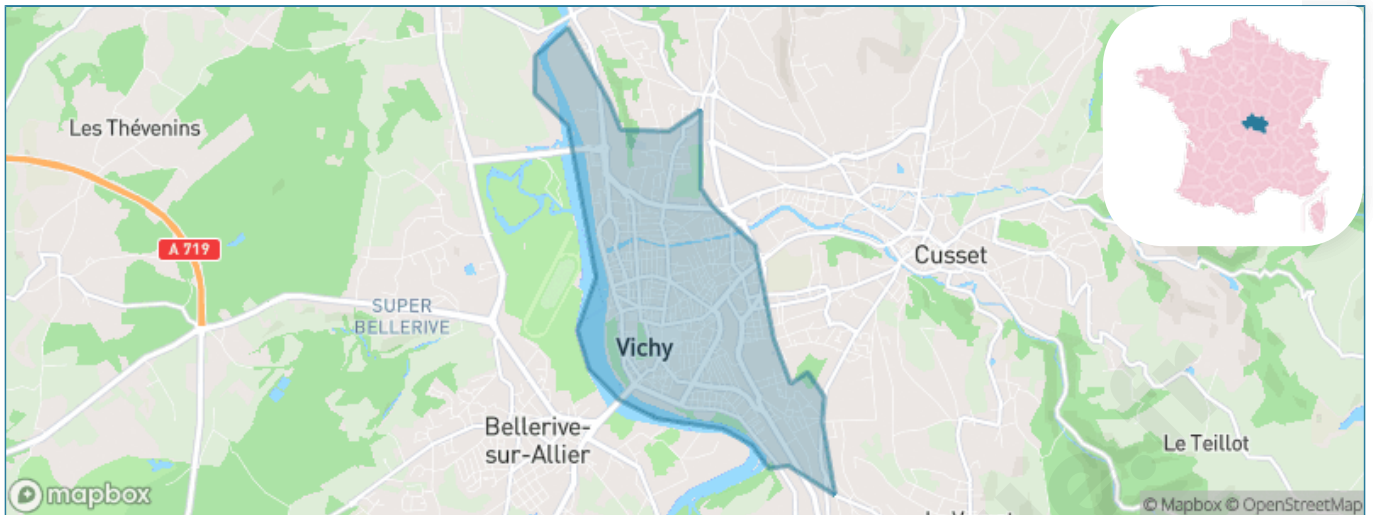 Les Thévenins
A 719
SUPER
BELLERIVE
Cusset
Vichy
Bellerive-
sur-Allier
Le Teillot
mapbox
© Mapbox © OpenStreetMap